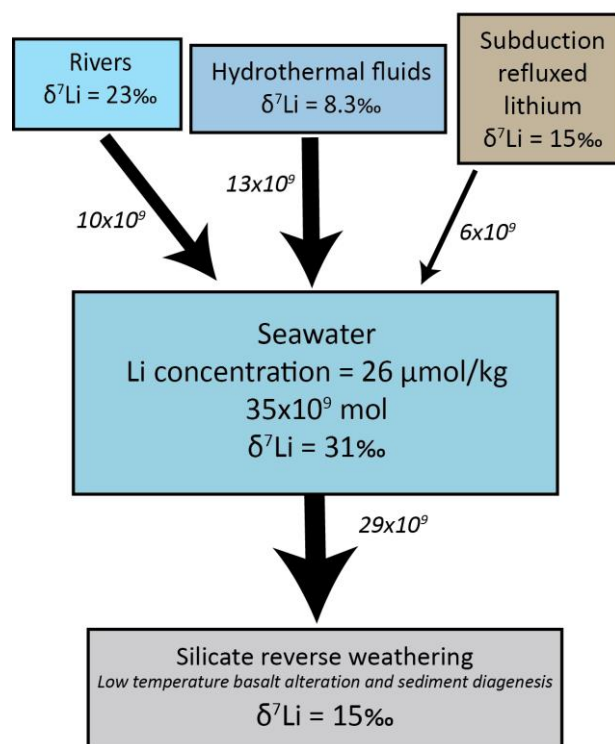 Rivers
δ⁷Li = 23‰
Hydrothermal fluids
δ⁷Li = 8.3‰
Subduction
refluxed
lithium
δ⁷Li = 15‰
10x10⁹
13x10⁹
6x10⁹
Seawater
Li concentration = 26 μmol/kg
35x10⁹ mol
δ⁷Li = 31‰
29x10⁹
Silicate reverse weathering
Low temperature basalt alteration and sediment diagenesis
δ⁷Li = 15‰